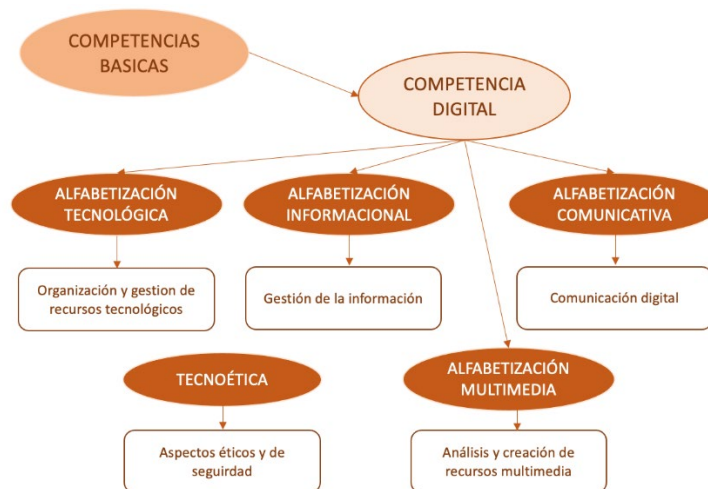 COMPETENCIAS
BASICAS
COMPETENCIA
DIGITAL
ALFABETIZACIÓN
TECNOLÓGICA
ALFABETIZACIÓN
INFORMACIONAL
ALFABETIZACIÓN
COMUNICATIVA
Organización y gestion de
recursos tecnológicos
Gestión de la información
Comunicación digital
TECNOÉTICA
ALFABETIZACIÓN
MULTIMEDIA
Aspectos éticos y de
seguirdad
Análisis y creación de
recursos multimedia